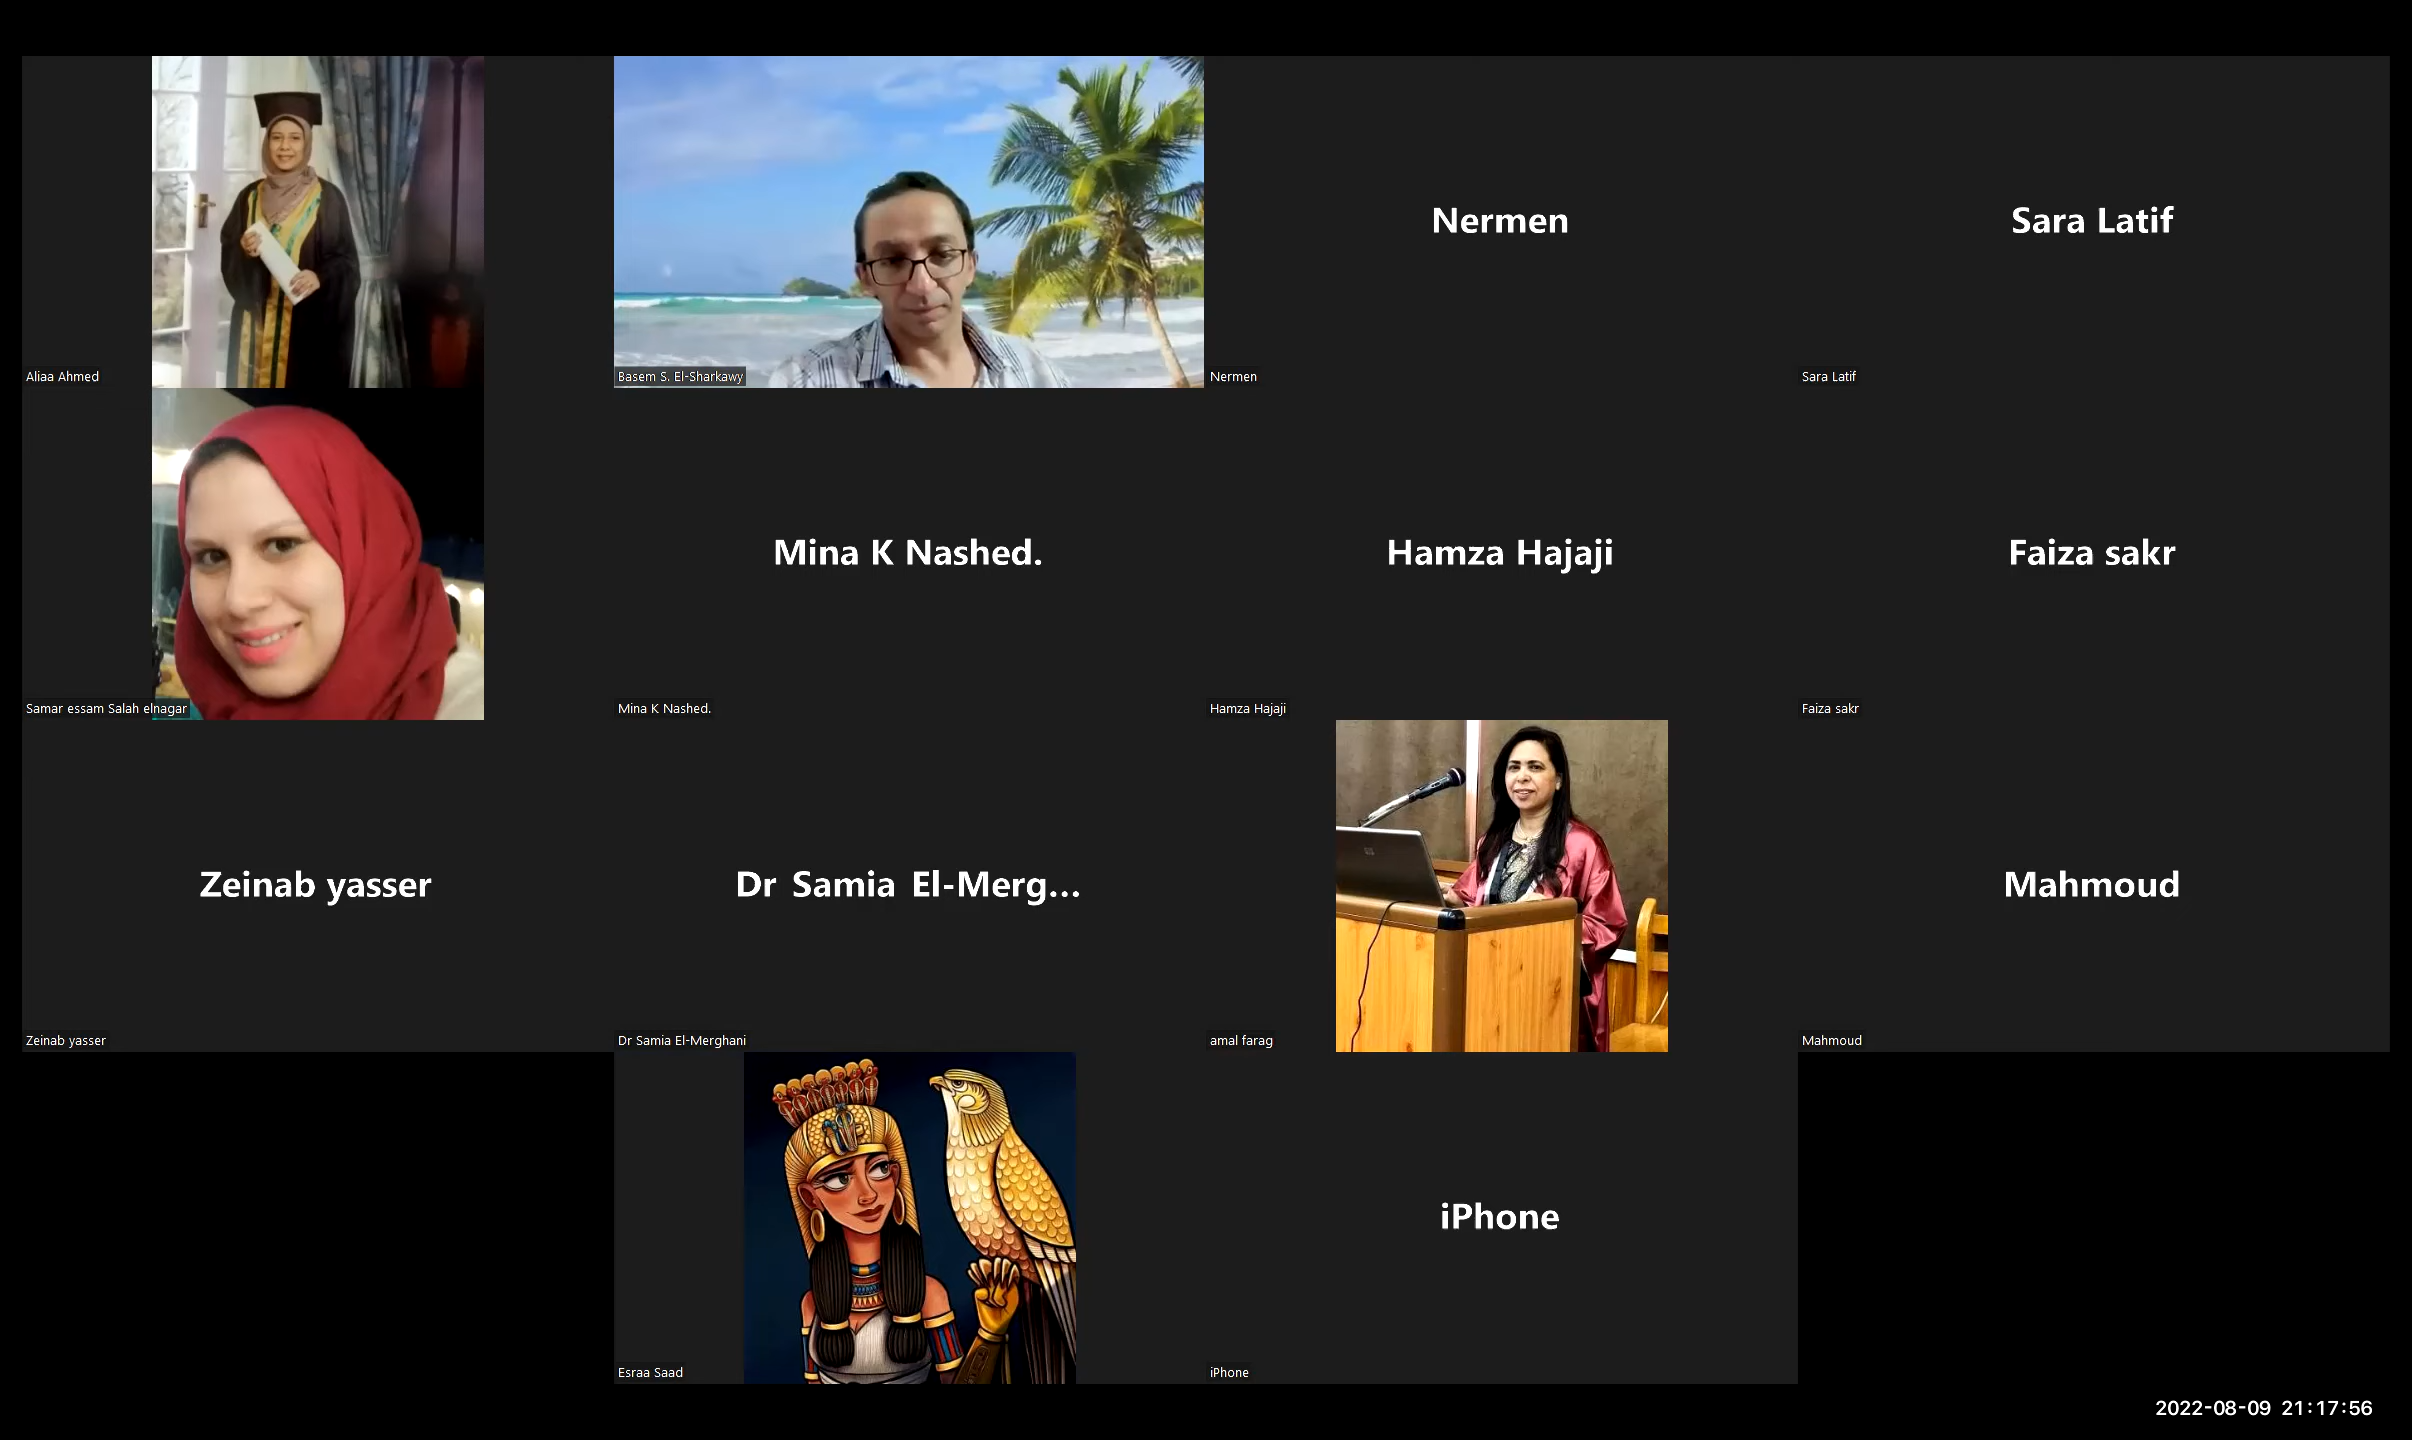 Nermen
Sara Latif
Aliaa Ahmed
Basem S. El-Sharkawy
Nermen
Sara Latif
Mina K Nashed.
Hamza Hajaji
Faiza sakr
Samar essam Salah elnagar
Mina K Nashed.
Hamza Hajaji
Faiza sakr
Zeinab yasser
Dr Samia El-Merg...
Mahmoud
Zeinab yasser
Dr Samia El-Merghani
amal farag
Mahmoud
iPhone
Esraa Saad
iPhone
2022-08-09 21:17:56